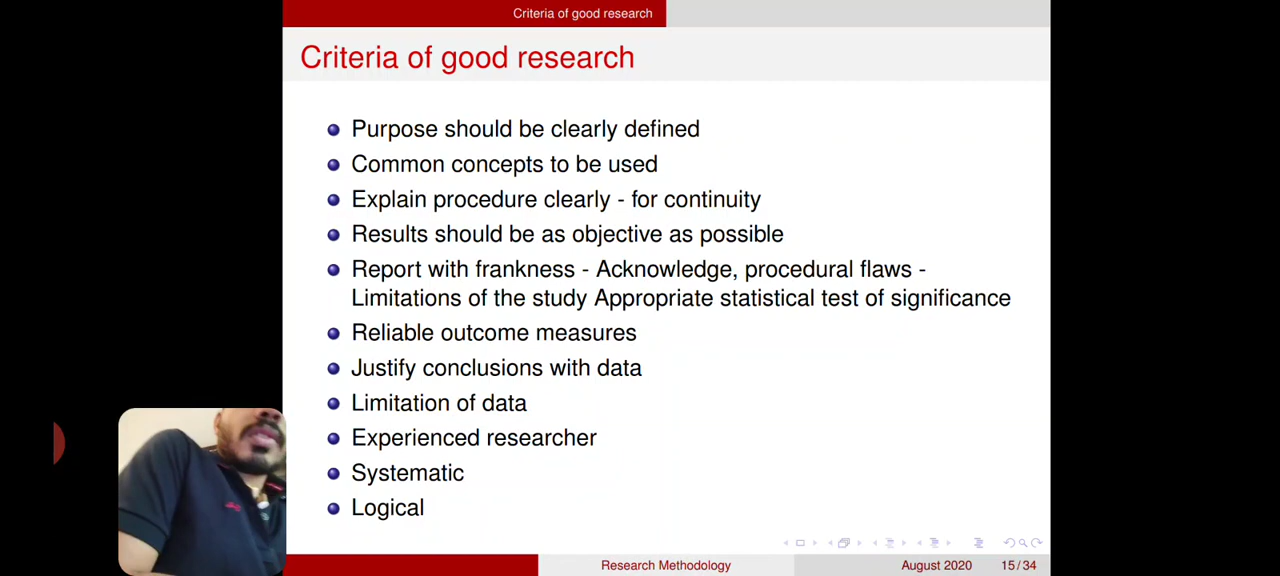 Criteria of good research
Criteria of good research
Purpose should be clearly defined
Common concepts to be used
Explain procedure clearly - for continuity
Results should be as objective as possible
Report with frankness - Acknowledge, procedural flaws -
Limitations of the study Appropriate statistical test of significance
Reliable outcome measures
Justify conclusions with data
Limitation of data
Experienced researcher
Systematic
Logical
Research Methodology August 2020 15 / 34